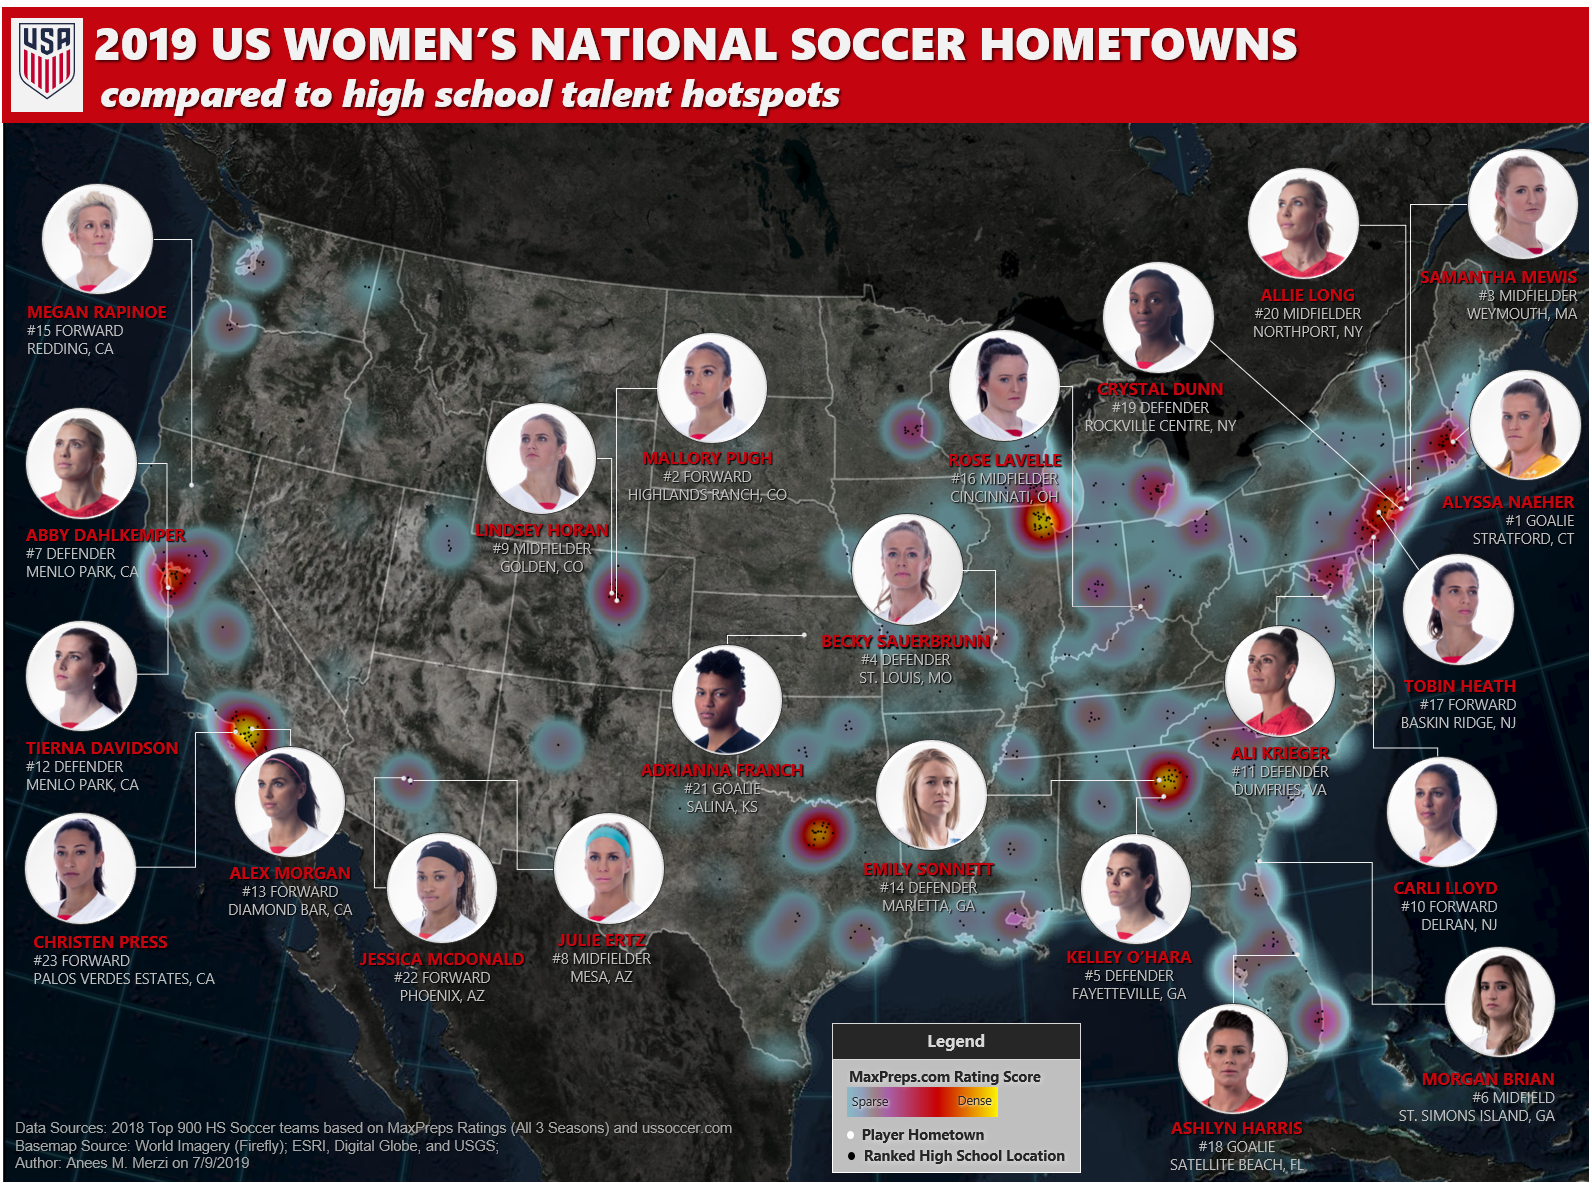 USA
2019 US WOMEN'S NATIONAL SOCCER HOMETOWNS
compared to high school talent hotspots
MEGAN RAPINOE
#15 FORWARD
REDDING, CA
ABBY DAHLKEMPER
#7 DEFENDER
MENLO PARK, CA
TIERNA DAVIDSON
#12 DEFENDER
MENLO PARK, CA
CHRISTEN PRESS
#23 FORWARD
PALOS VERDES ESTATES, CA
ALEX MORGAN
#13 FORWARD
DIAMOND BAR, CA
JESSICA MCDONALD
#22 FORWARD
PHOENIX, AZ
JULIE ERTZ
#8 MIDFIELDER
MESA, AZ
LINDSEY HORAN
#9 MIDFIELDER
GOLDEN, CO
MALLORY PUGH
#2 FORWARD
HIGHLANDS RANCH, CO
ADRIANNA FRANCH
#21 GOALIE
SALINA, KS
BECKY SAUERBRUNN
#4 DEFENDER
ST. LOUIS, MO
ROSE LAVELLE
#16 MIDFIELDER
CINCINNATI, OH
CRYSTAL DUNN
#19 DEFENDER
ROCKVILLE CENTRE, NY
ALLIE LONG
#20 MIDFIELDER
NORTHPORT, NY
SAMANTHA MEWIS
#3 MIDFIELDER
WEYMOUTH, MA
ALYSSA NAEHER
#1 GOALIE
STRATFORD, CT
TOBIN HEATH
#17 FORWARD
BASKIN RIDGE, NJ
ALI KRIEGER
#11 DEFENDER
DUMFRIES, VA
EMILY SONNETT
#14 DEFENDER
MARIETTA, GA
KELLEY O'HARA
#5 DEFENDER
FAYETTEVILLE, GA
CARLI LLOYD
#10 FORWARD
DELRAN, NJ
MORGAN BRIAN
#6 MIDFIELD
ST. SIMONS ISLAND, GA
ASHLYN HARRIS
#18 GOALIE
SATELLITE BEACH, FL
Legend
MaxPreps.com Rating Score
Sparse Dense
Player Hometown
Ranked High School Location
Data Sources: 2018 Top 900 HS Soccer teams based on MaxPreps Ratings (All 3 Seasons) and ussoccer.com
Basemap Source: World Imagery (Firefly); ESRI, Digital Globe, and USGS;
Author: Anees M. Merzi on 7/9/2019